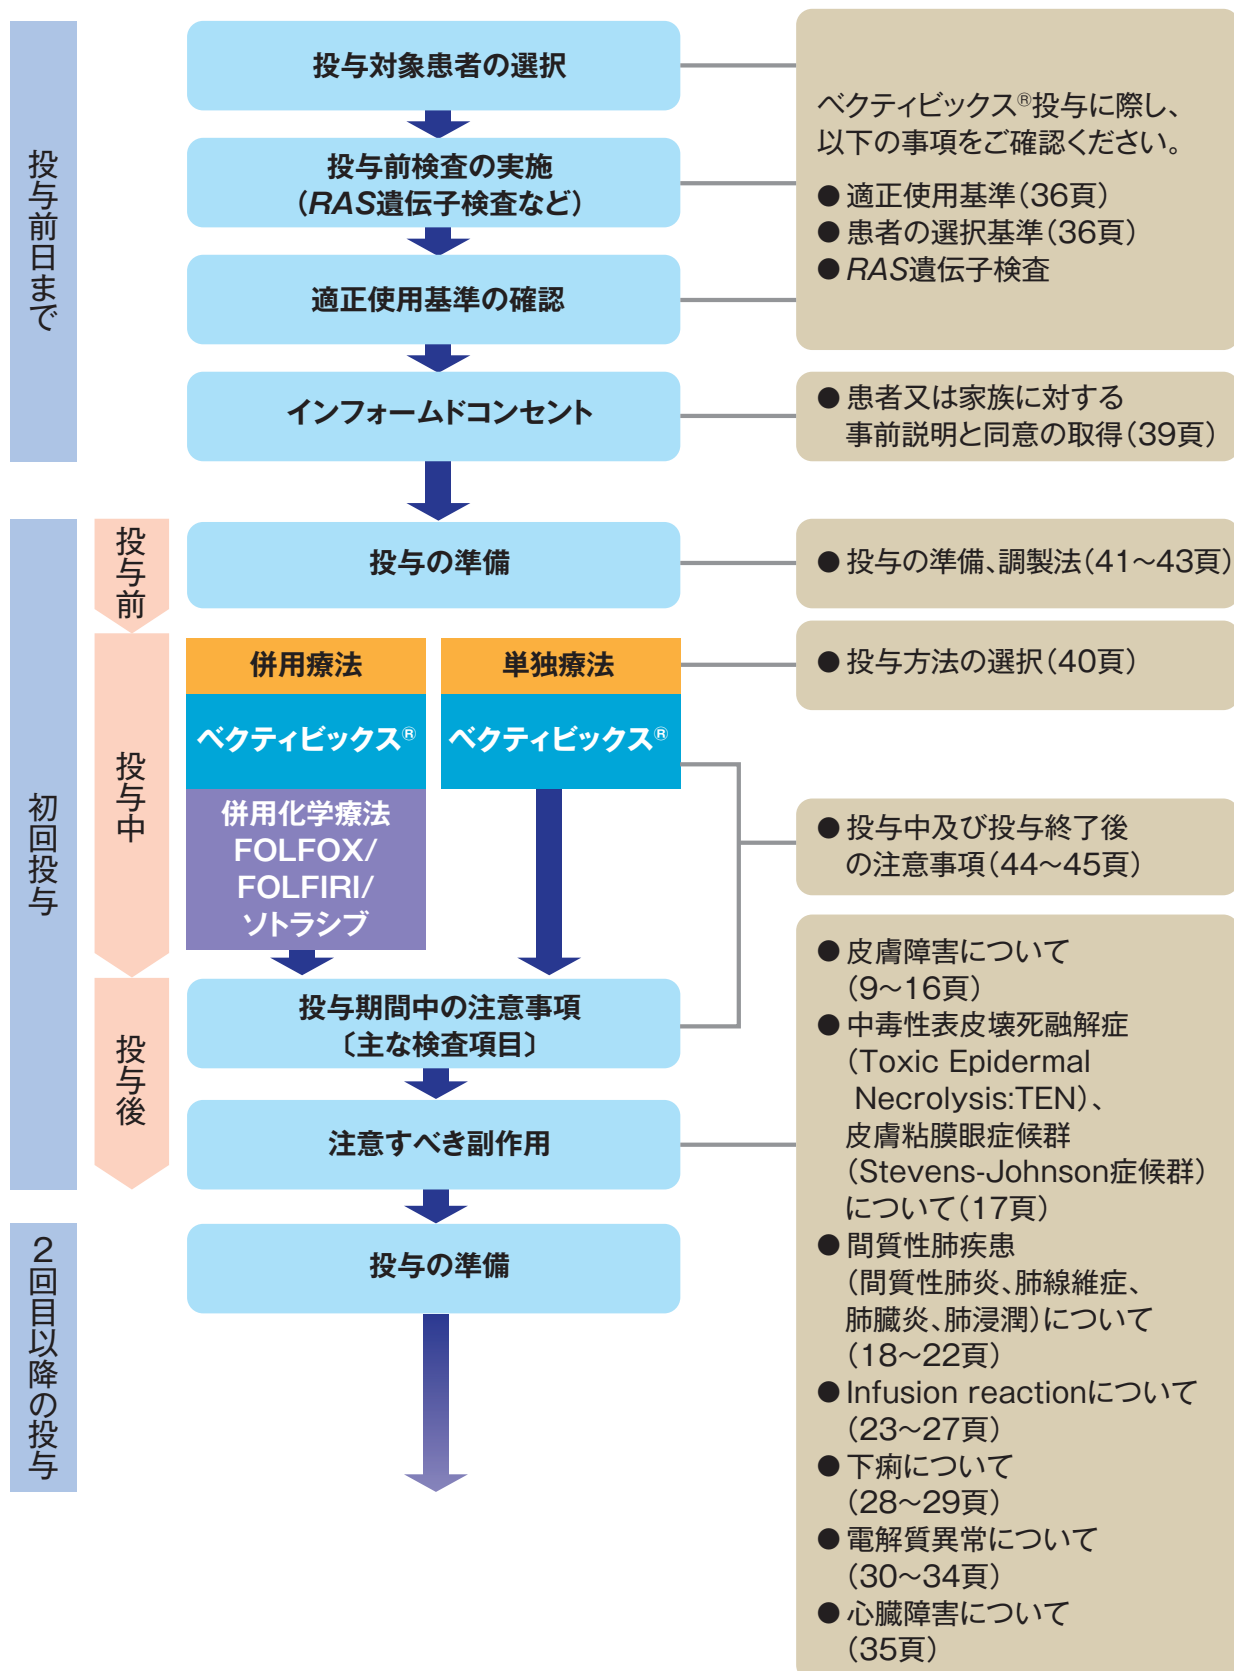 投与前日まで
投与対象患者の選択
投与前検査の実施
（RAS遺伝子検査など）
適正使用基準の確認
インフォームドコンセント
ベクティビックス®投与に際し、
以下の事項をご確認ください。
●適正使用基準（36頁）
●患者の選択基準（36頁）
●RAS遺伝子検査
●患者又は家族に対する
事前説明と同意の取得（39頁）
初回投与
投与前
投与の準備
●投与の準備、調製法（41～43頁）
投与中
併用療法
ベクティビックス®
併用化学療法
FOLFOX/
FOLFIRI/
ソトラシブ
単独療法
ベクティビックス®
●投与方法の選択（40頁）
●投与中及び投与終了後
の注意事項（44～45頁）
投与後
投与期間中の注意事項
〔主な検査項目〕
注意すべき副作用
●皮膚障害について
（9～16頁）
●中毒性表皮壊死融解症
（Toxic Epidermal
Necrolysis:TEN）、
皮膚粘膜眼症候群
（Stevens-Johnson症候群）
について（17頁）
●間質性肺疾患
（間質性肺炎、肺線維症、
肺臓炎、肺浸潤）について
（18～22頁）
●Infusion reactionについて
（23～27頁）
●下痢について
（28～29頁）
●電解質異常について
（30～34頁）
●心臓障害について
（35頁）
2回目以降の投与
投与の準備